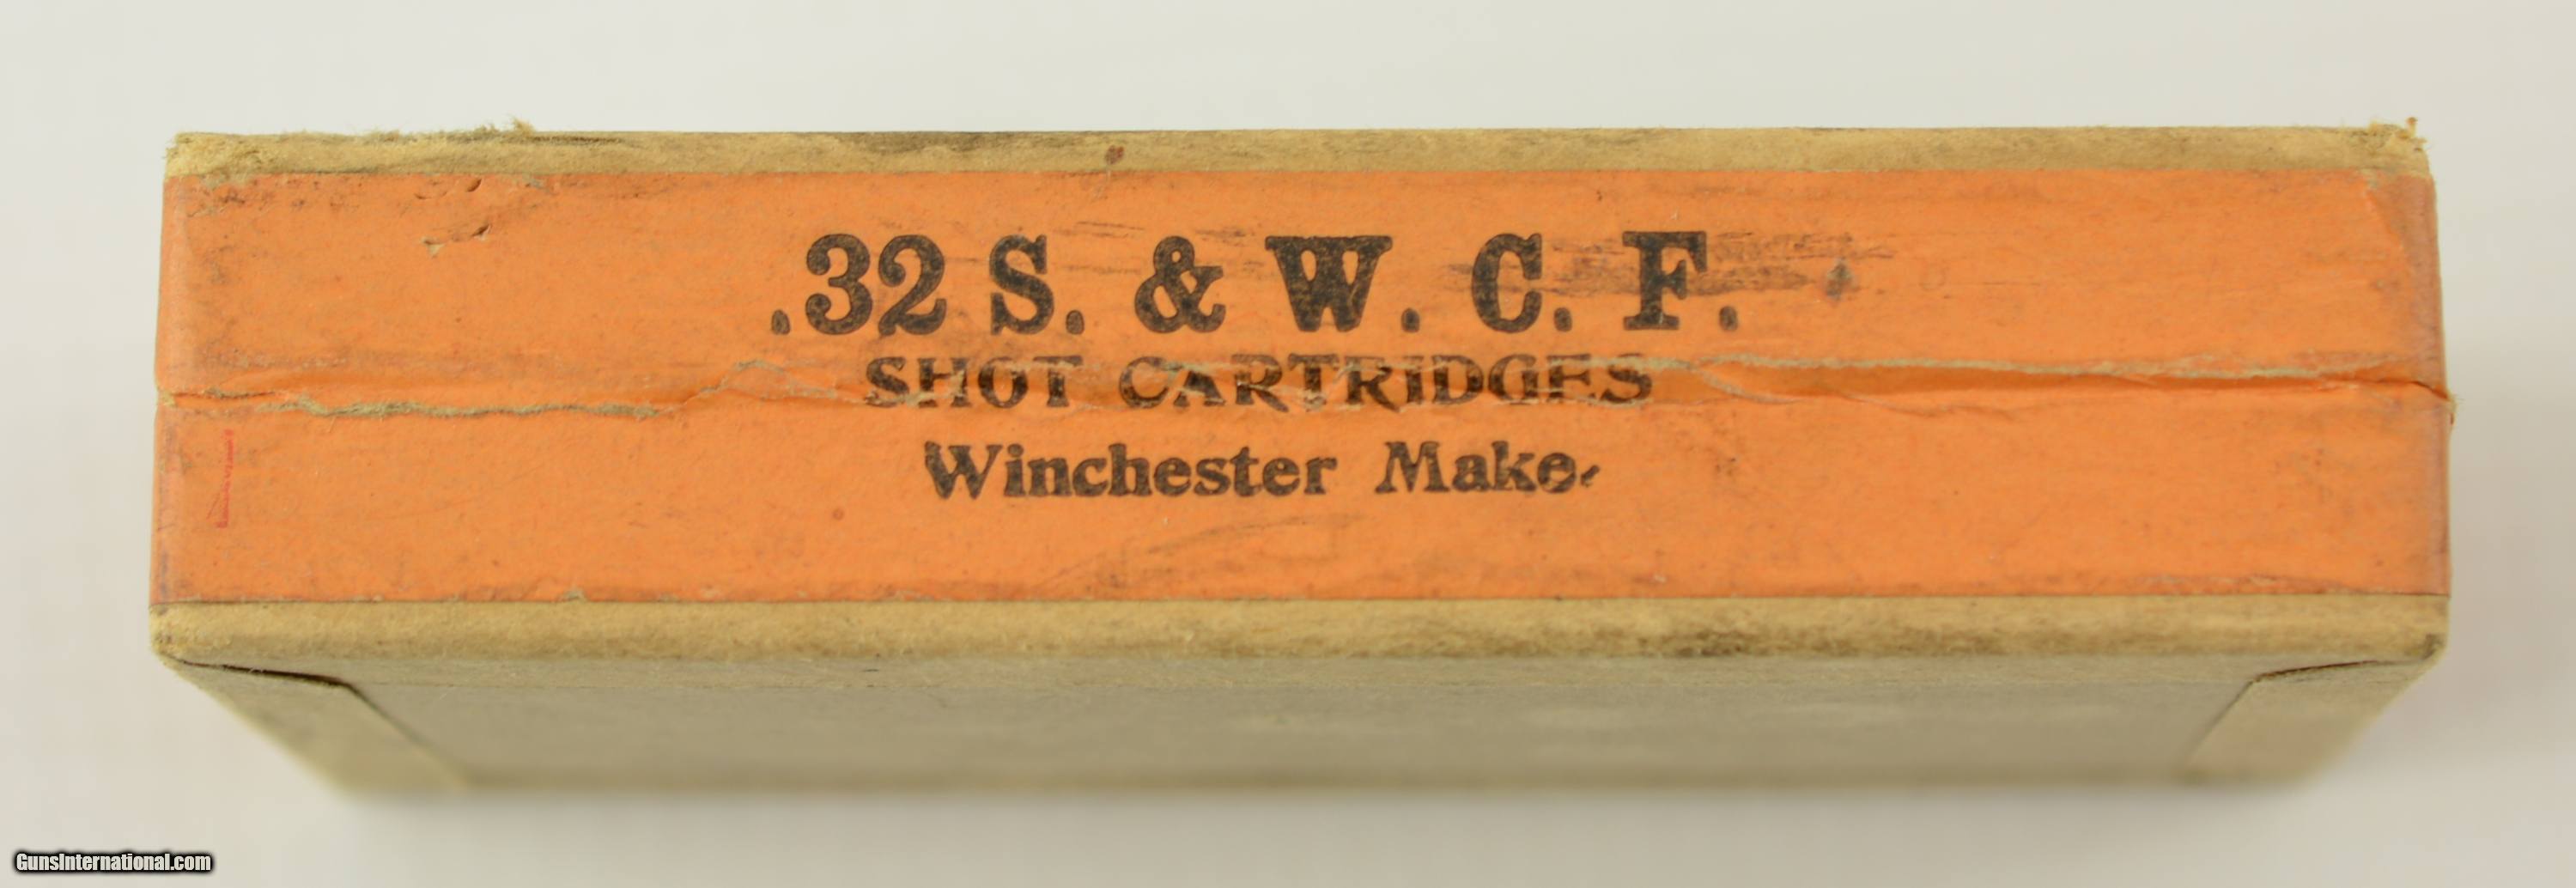 .32 S. & W. C. F.
SHOT CARTRIDGES
Winchester Make.
GunsInternational.com